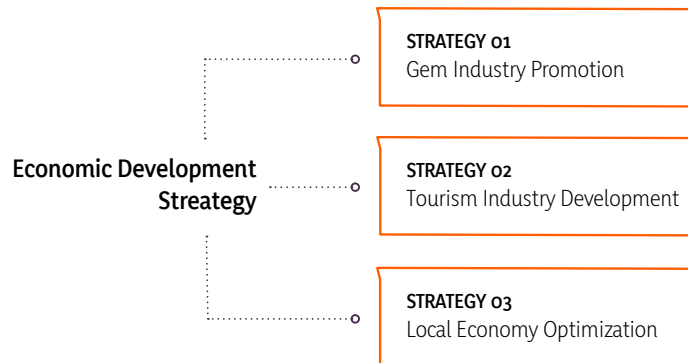 Economic Development
Streategy
STRATEGY 01
Gem Industry Promotion
STRATEGY 02
Tourism Industry Development
STRATEGY 03
Local Economy Optimization